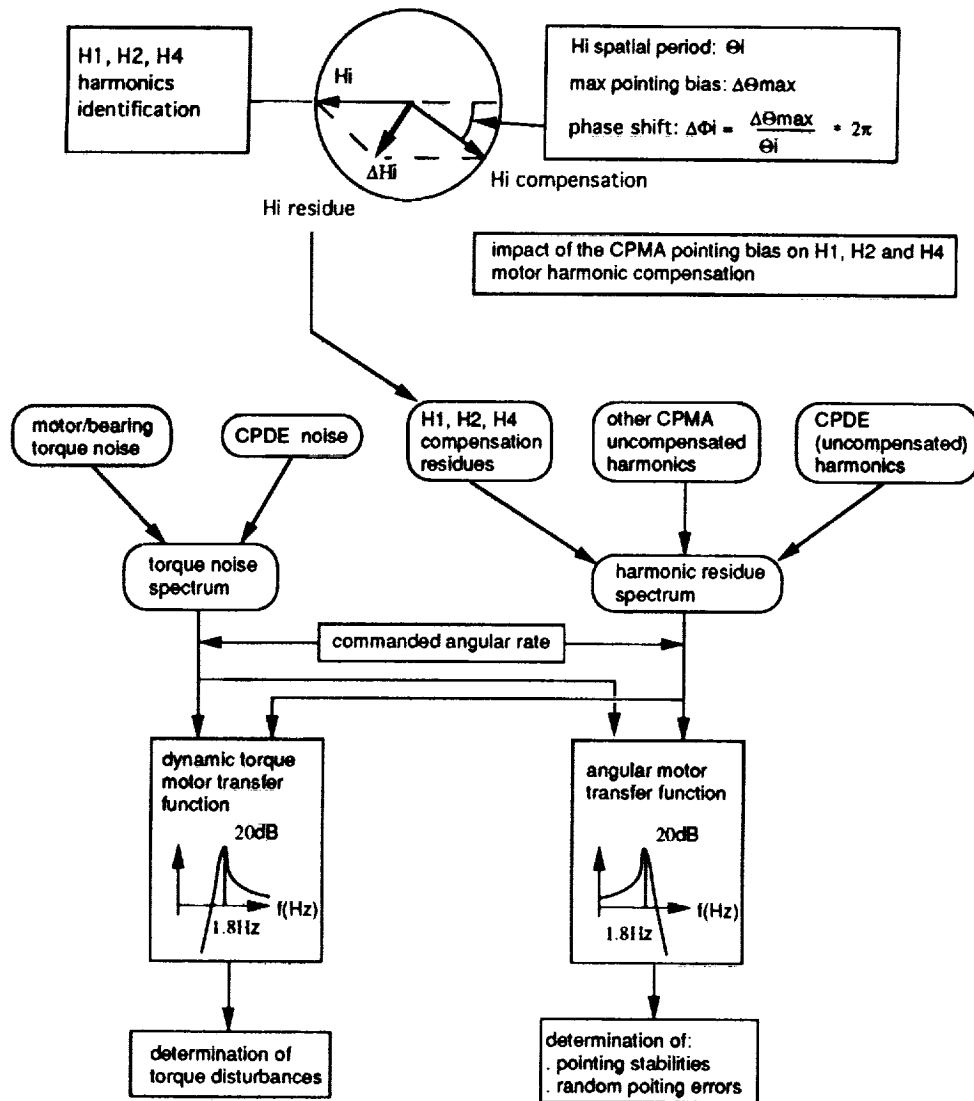 H1, H2, H4
harmonics
identification
Hi
ΔHi
Hi compensation
Hi residue
Hi spatial period: Θi
max pointing bias: ΔΘmax
phase shift: ΔΦi = ΔΘmax / Θi * 2π
impact of the CPMA pointing bias on H1, H2 and H4
motor harmonic compensation
motor/bearing
torque noise
CPDE noise
H1, H2, H4
compensation
residues
other CPMA
uncompensated
harmonics
CPDE
(uncompensated)
harmonics
torque noise
spectrum
harmonic residue
spectrum
commanded angular rate
dynamic torque
motor transfer
function
20dB
f(Hz)
1.8Hz
angular motor
transfer function
20dB
f(Hz)
1.8Hz
determination of
torque disturbances
determination of:
. pointing stabilities
. random poiting errors